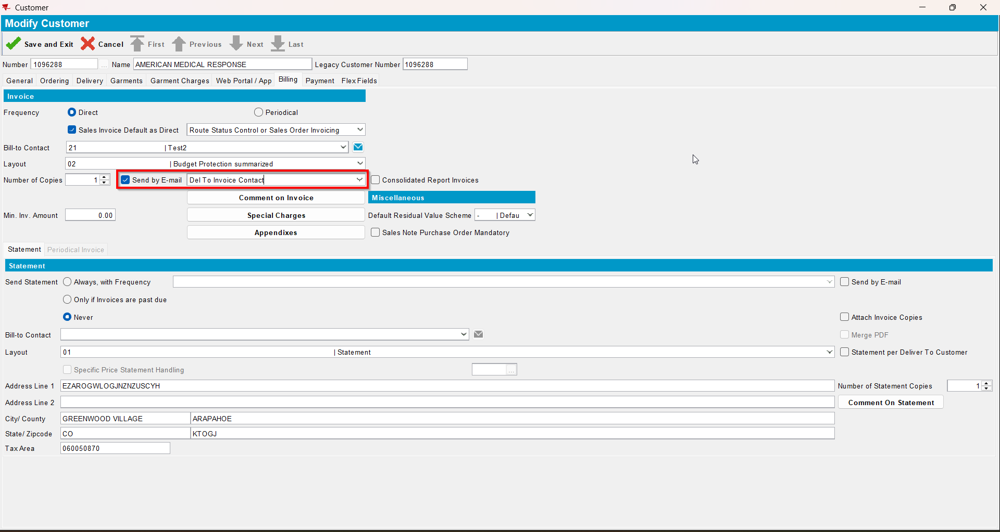 Customer
Modify Customer
Save and Exit Cancel First Previous Next Last
Number 1096288 ... Name AMERICAN MEDICAL RESPONSE Legacy Customer Number 1096288
General Ordering Delivery Garments Garment Charges Web Portal / App Billing Payment Flex Fields
Invoice
Frequency Direct Periodical
Sales Invoice Default as Direct Route Status Control or Sales Order Invoicing
Bill-to Contact 21 | Test2
Layout 02 | Budget Protection summarized
Number of Copies 1 Send by E-mail Del To Invoice Contact Consolidated Report Invoices
Comment on Invoice Miscellaneous
Min. Inv. Amount 0.00 Special Charges Default Residual Value Scheme - | Defau
Appendixes Sales Note Purchase Order Mandatory
Statement Periodical Invoice
Statement
Send Statement Always, with Frequency Send by E-mail
Only if Invoices are past due
Never Attach Invoice Copies
Bill-to Contact Merge PDF
Layout 01 | Statement Statement per Deliver To Customer
Specific Price Statement Handling ...
Address Line 1 EZAROGWLOGJNZNZUSCYH Number of Statement Copies 1
Address Line 2 Comment On Statement
City/ County GREENWOOD VILLAGE ARAPAHOE
State/ Zipcode CO KTOGJ
Tax Area 060050870